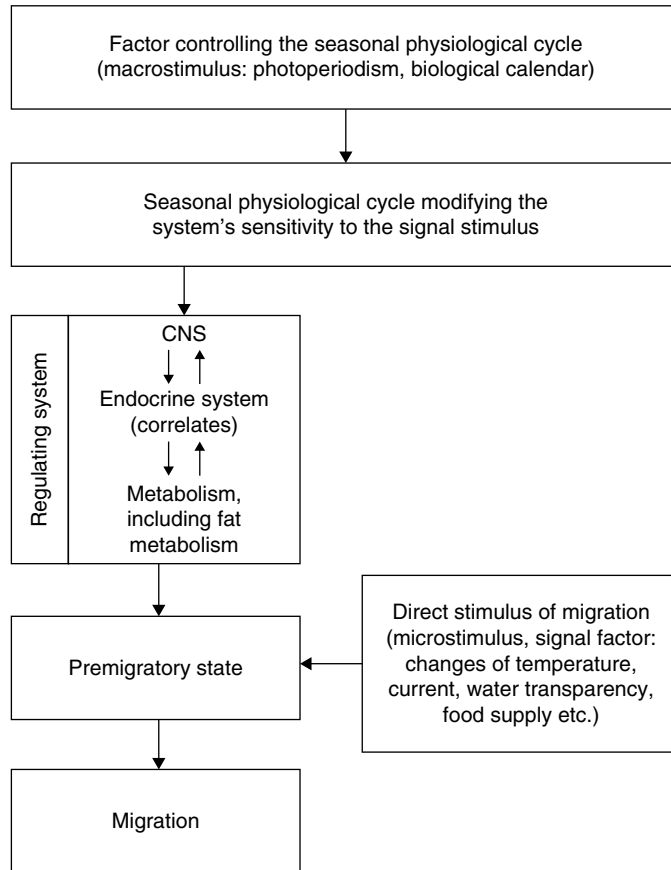 Factor controlling the seasonal physiological cycle
(macrostimulus: photoperiodism, biological calendar)
Seasonal physiological cycle modifying the
system's sensitivity to the signal stimulus
Regulating system
CNS
Endocrine system
(correlates)
Metabolism,
including fat
metabolism
Premigratory state
Direct stimulus of migration
(microstimulus, signal factor:
changes of temperature,
current, water transparency,
food supply etc.)
Migration